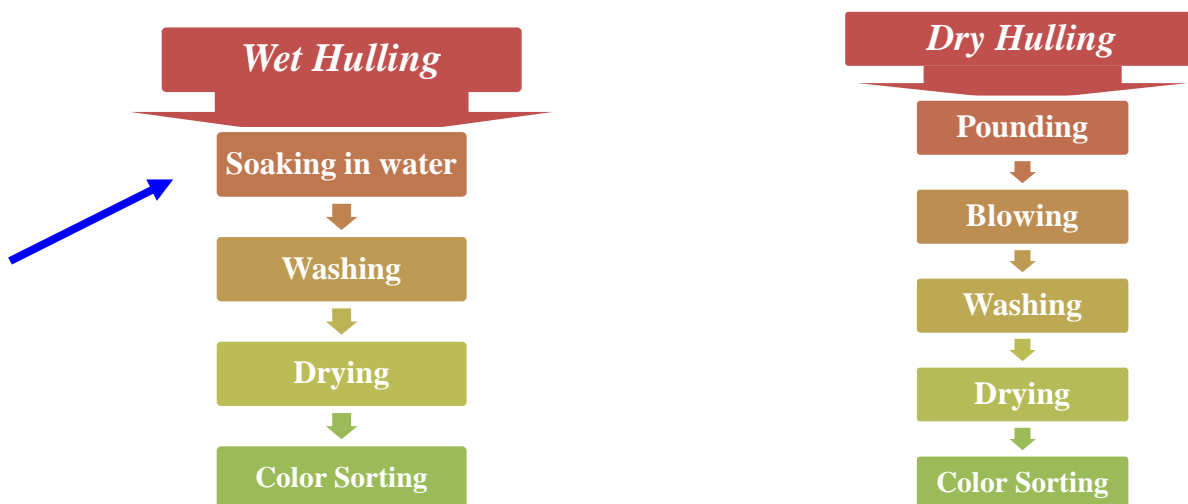 Wet Hulling
Soaking in water
Washing
Drying
Color Sorting
Dry Hulling
Pounding
Blowing
Washing
Drying
Color Sorting